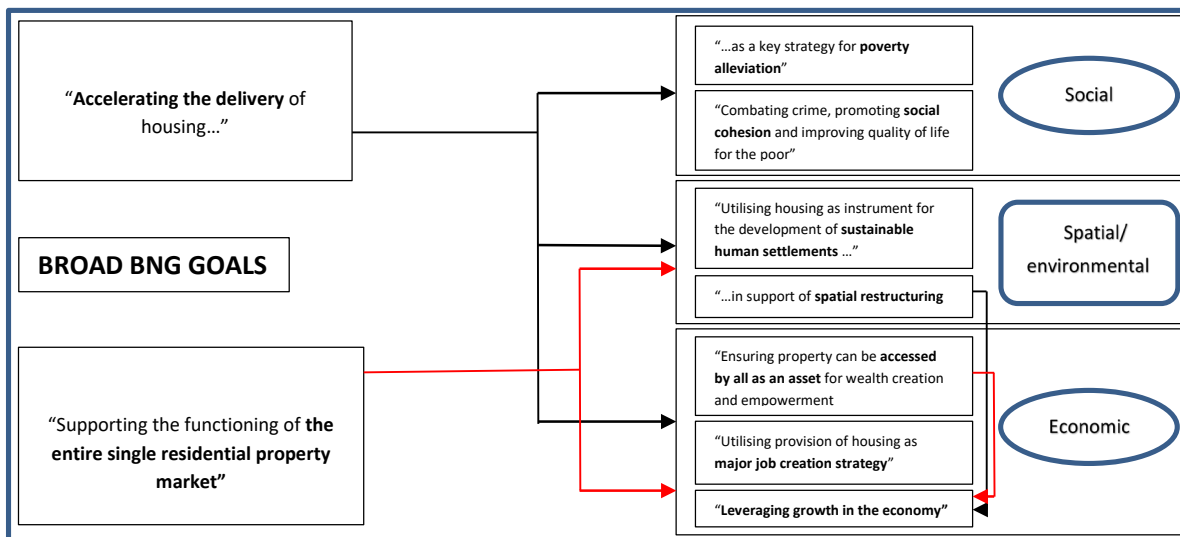 “Accelerating the delivery of
housing…”
BROAD BNG GOALS
“Supporting the functioning of the
entire single residential property
market”
“…as a key strategy for poverty
alleviation”
“Combating crime, promoting social
cohesion and improving quality of life
for the poor”
Social
“Utilising housing as instrument for
the development of sustainable
human settlements …”
“…in support of spatial restructuring
Spatial/
environmental
“Ensuring property can be accessed
by all as an asset for wealth creation
and empowerment
“Utilising provision of housing as
major job creation strategy”
“Leveraging growth in the economy”
Economic